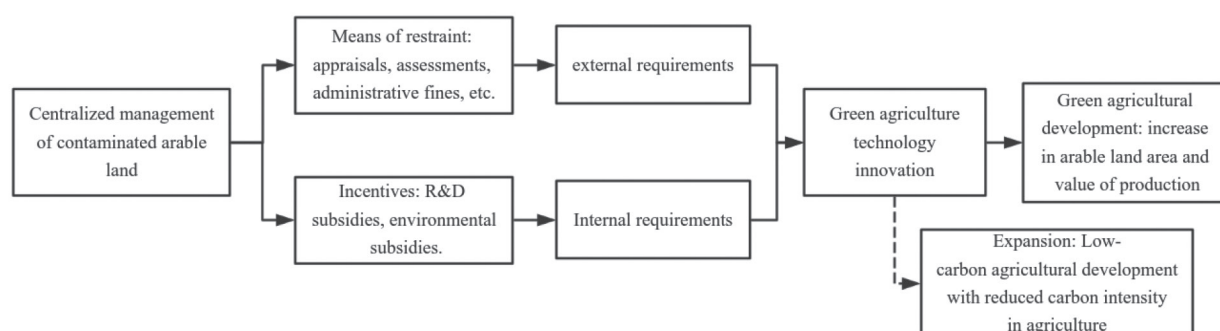 Centralized management
of contaminated arable
land
Means of restraint:
appraisals, assessments,
administrative fines, etc.
external requirements
Incentives: R&D
subsidies, environmental
subsidies.
Internal requirements
Green agriculture
technology
innovation
Green agricultural
development: increase
in arable land area and
value of production
Expansion: Low-
carbon agricultural development
with reduced carbon intensity
in agriculture